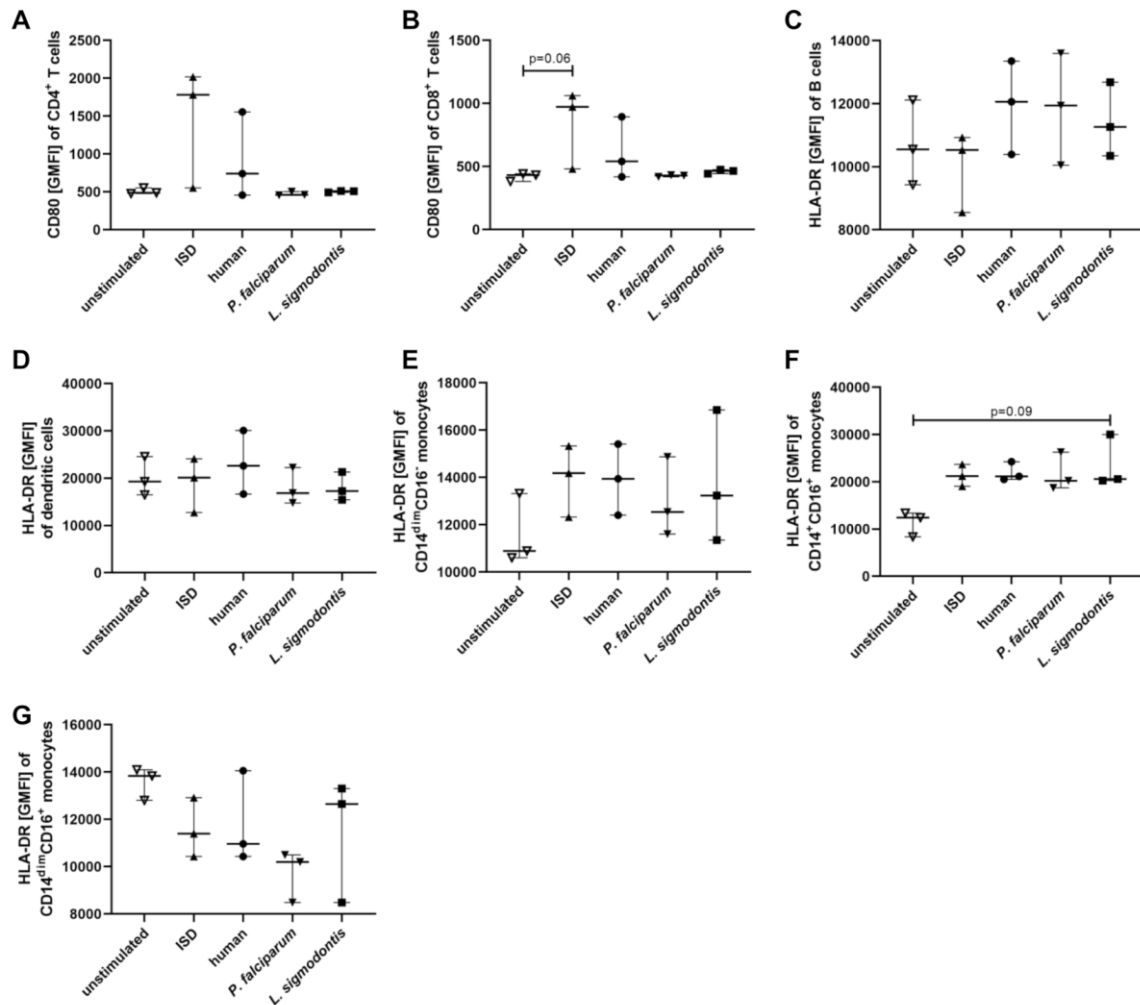 A
CD80 [GMFI] of CD4⁺ T cells
2500
2000
1500
1000
500
0
unstimulated
ISD
human
P. falciparum
L. sigmodontis
B
CD80 [GMFI] of CD8⁺ T cells
1500
1000
500
0
p=0.06
unstimulated
ISD
human
P. falciparum
L. sigmodontis
C
HLA-DR [GMFI] of B cells
14000
12000
10000
8000
unstimulated
ISD
human
P. falciparum
L. sigmodontis
D
HLA-DR [GMFI]
of dendritic cells
40000
30000
20000
10000
0
unstimulated
ISD
human
P. falciparum
L. sigmodontis
E
HLA-DR [GMFI] of
CD14ᵈⁱᵐCD16⁻ monocytes
18000
16000
14000
12000
10000
unstimulated
ISD
human
P. falciparum
L. sigmodontis
F
HLA-DR [GMFI] of
CD14⁺CD16⁺ monocytes
40000
30000
20000
10000
0
p=0.09
unstimulated
ISD
human
P. falciparum
L. sigmodontis
G
HLA-DR [GMFI] of
CD14ᵈⁱᵐCD16⁺ monocytes
16000
14000
12000
10000
8000
unstimulated
ISD
human
P. falciparum
L. sigmodontis